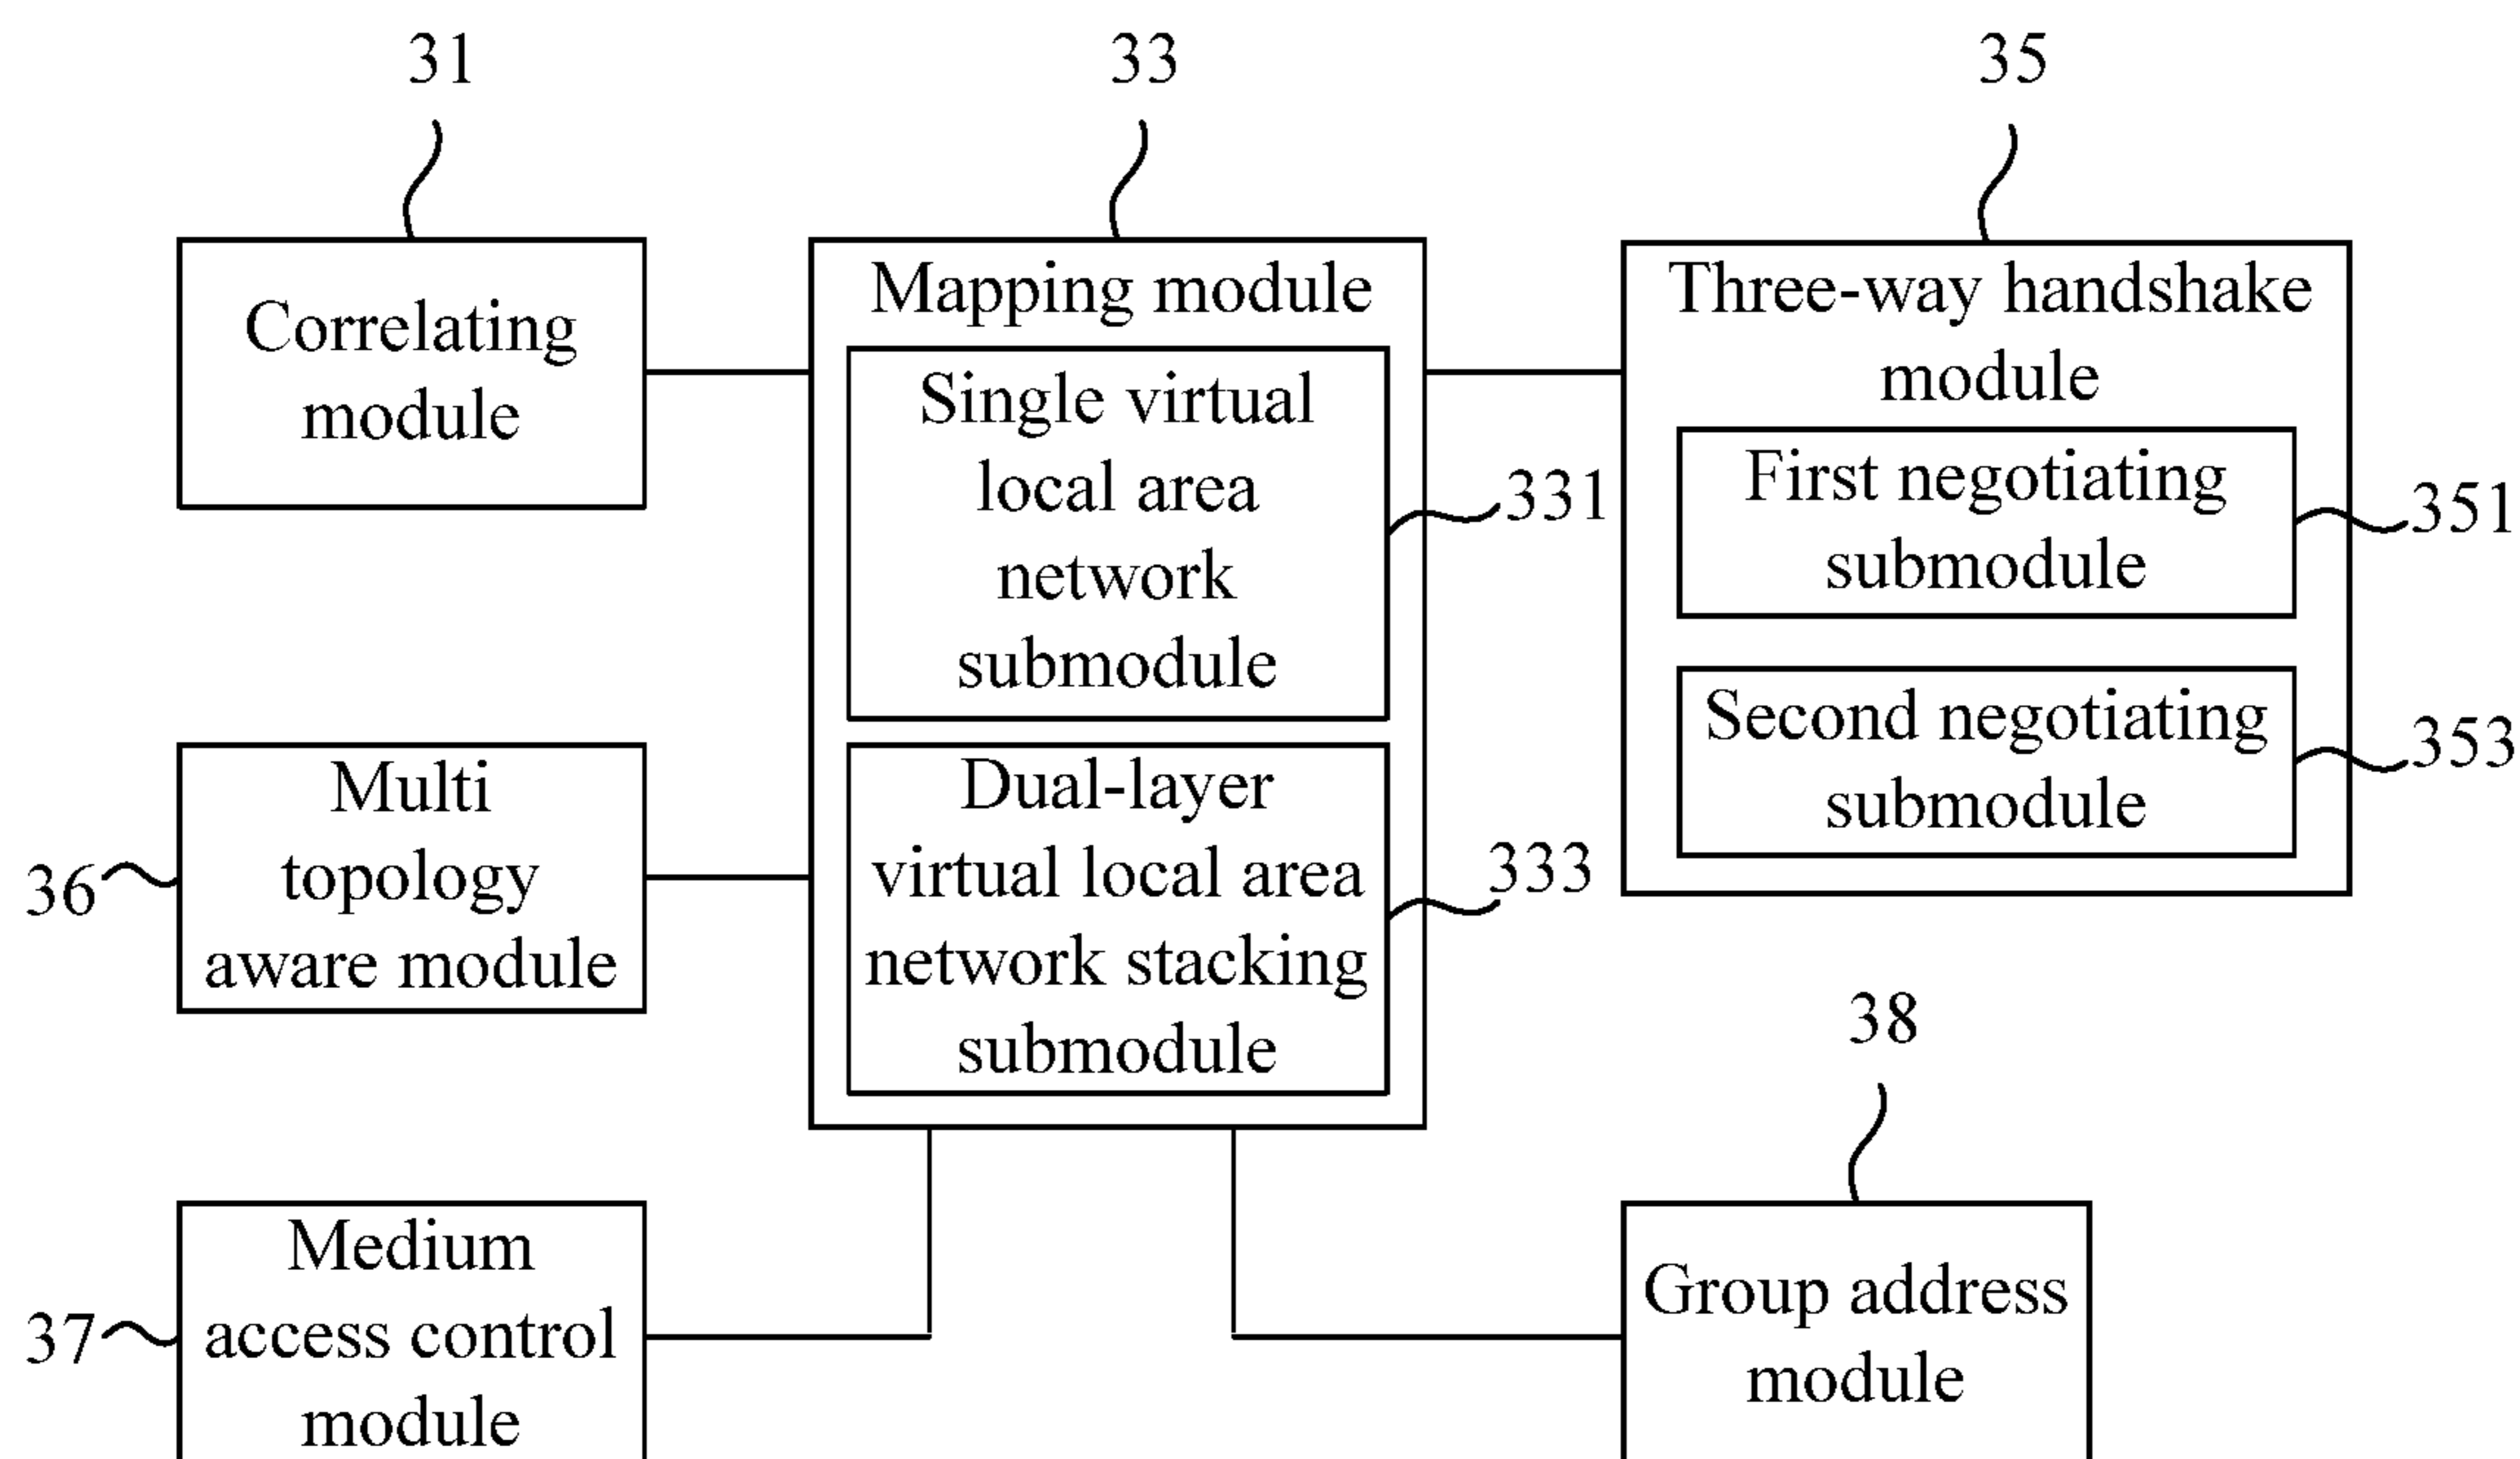 31
33
35
Correlating
module
Mapping module
Single virtual
local area
network
submodule
331
Dual-layer
virtual local area
network stacking
submodule
333
Three-way handshake
module
First negotiating
submodule
351
Second negotiating
submodule
353
36
Multi
topology
aware module
37
Medium
access control
module
38
Group address
module